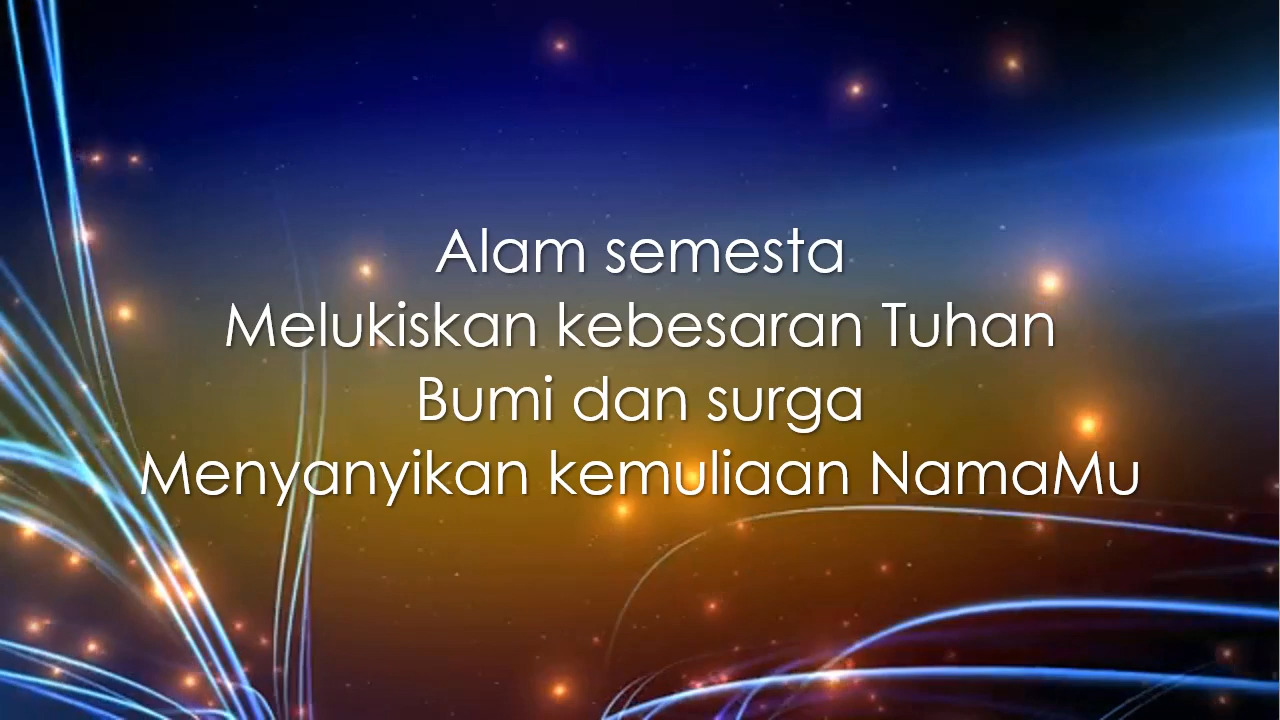 Alam semesta
Melukiskan kebesaran Tuhan
Bumi dan surga
Menyanyikan kemuliaan NamaMu